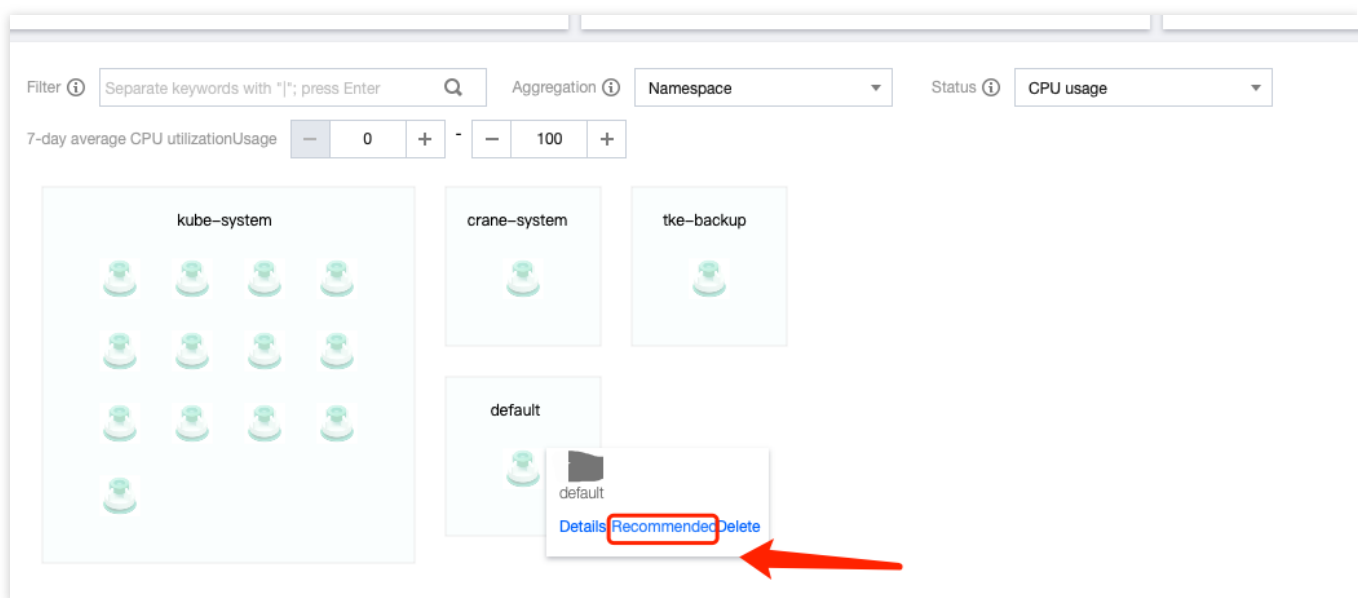 Filter Separate keywords with "|"; press Enter Aggregation Namespace Status CPU usage
7-day average CPU utilizationUsage − 0 + - − 100 +
kube-system crane-system tke-backup
default
default
Details Recommended Delete